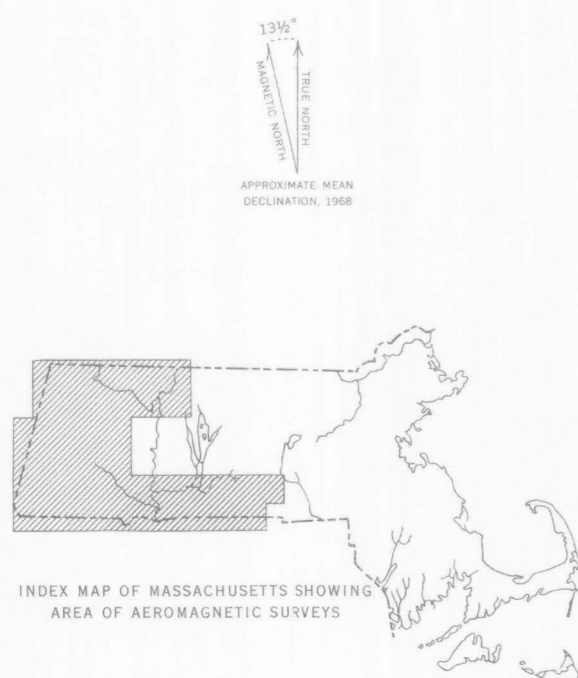 13½°
MAGNETIC NORTH
TRUE NORTH
APPROXIMATE MEAN
DECLINATION, 1968
INDEX MAP OF MASSACHUSETTS SHOWING
AREA OF AEROMAGNETIC SURVEYS